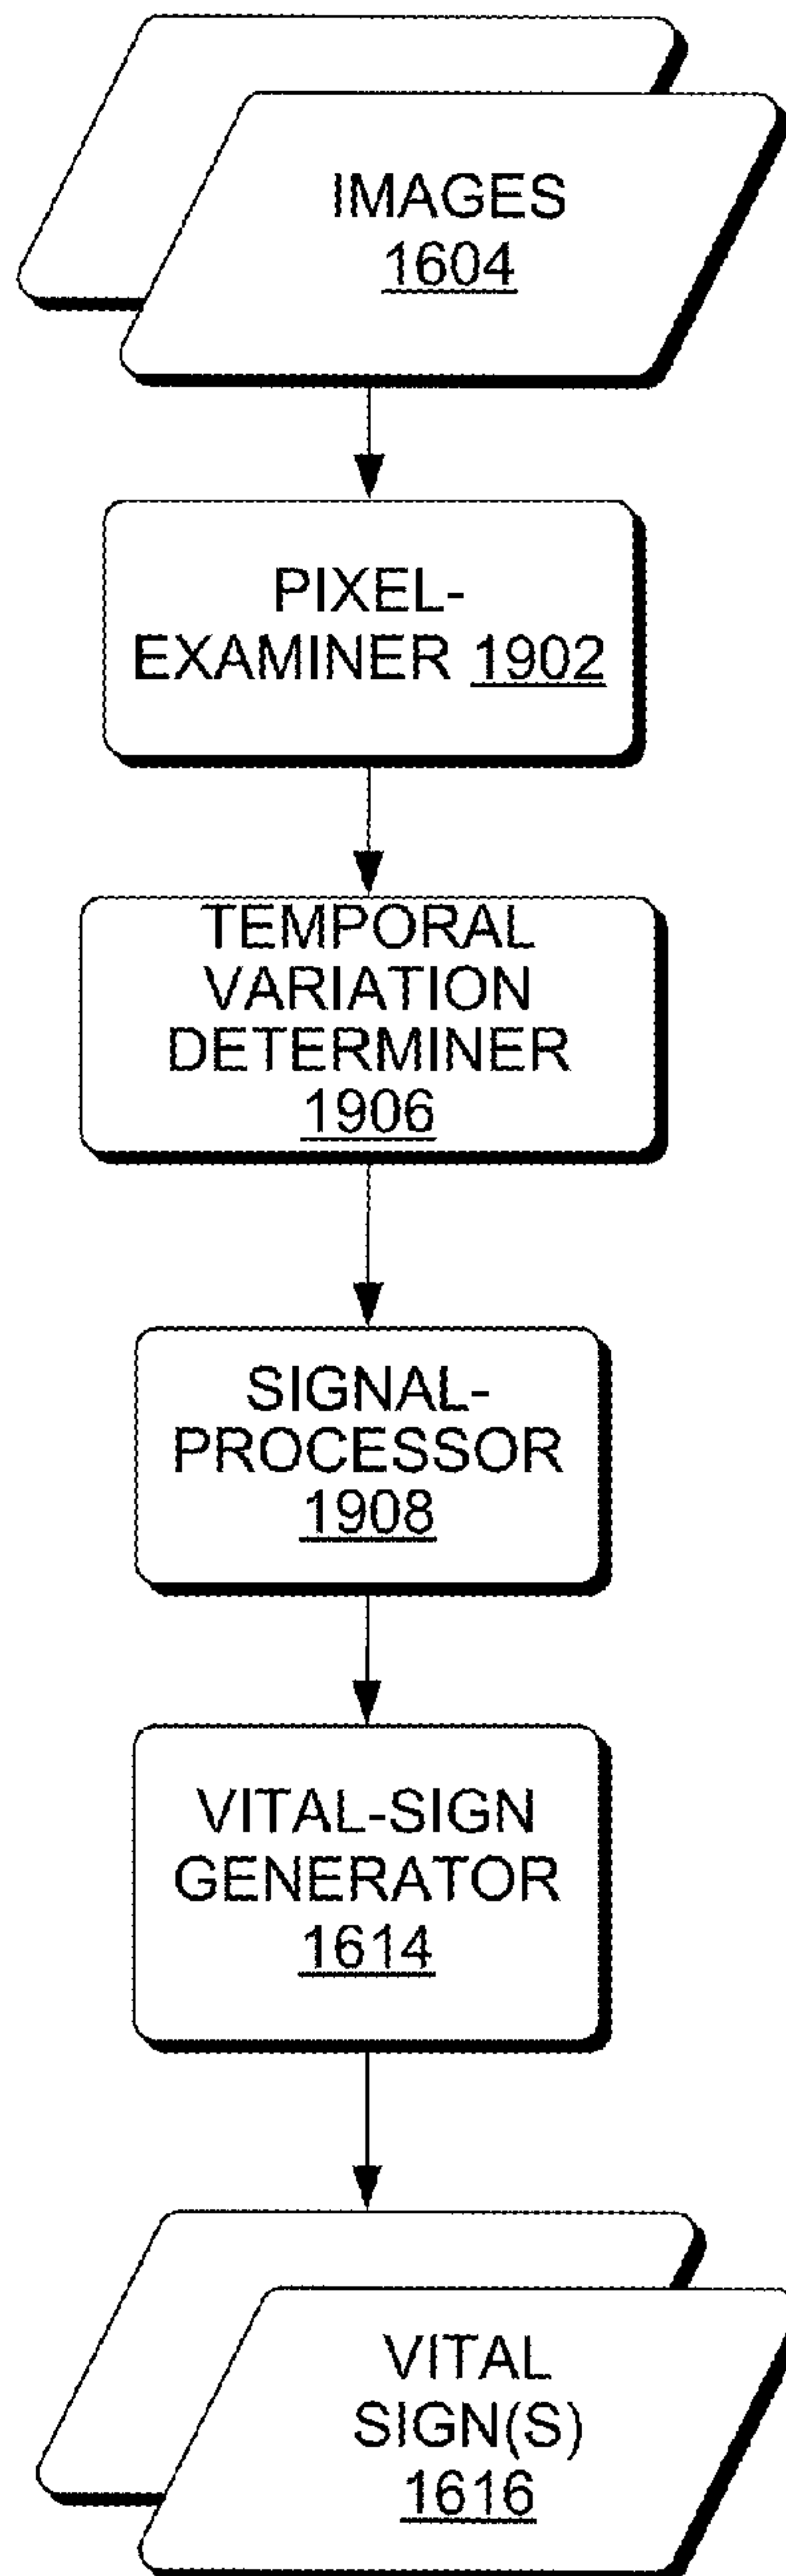 IMAGES
1604
PIXEL-
EXAMINER 1902
TEMPORAL
VARIATION
DETERMINER
1906
SIGNAL-
PROCESSOR
1908
VITAL-SIGN
GENERATOR
1614
VITAL
SIGN(S)
1616